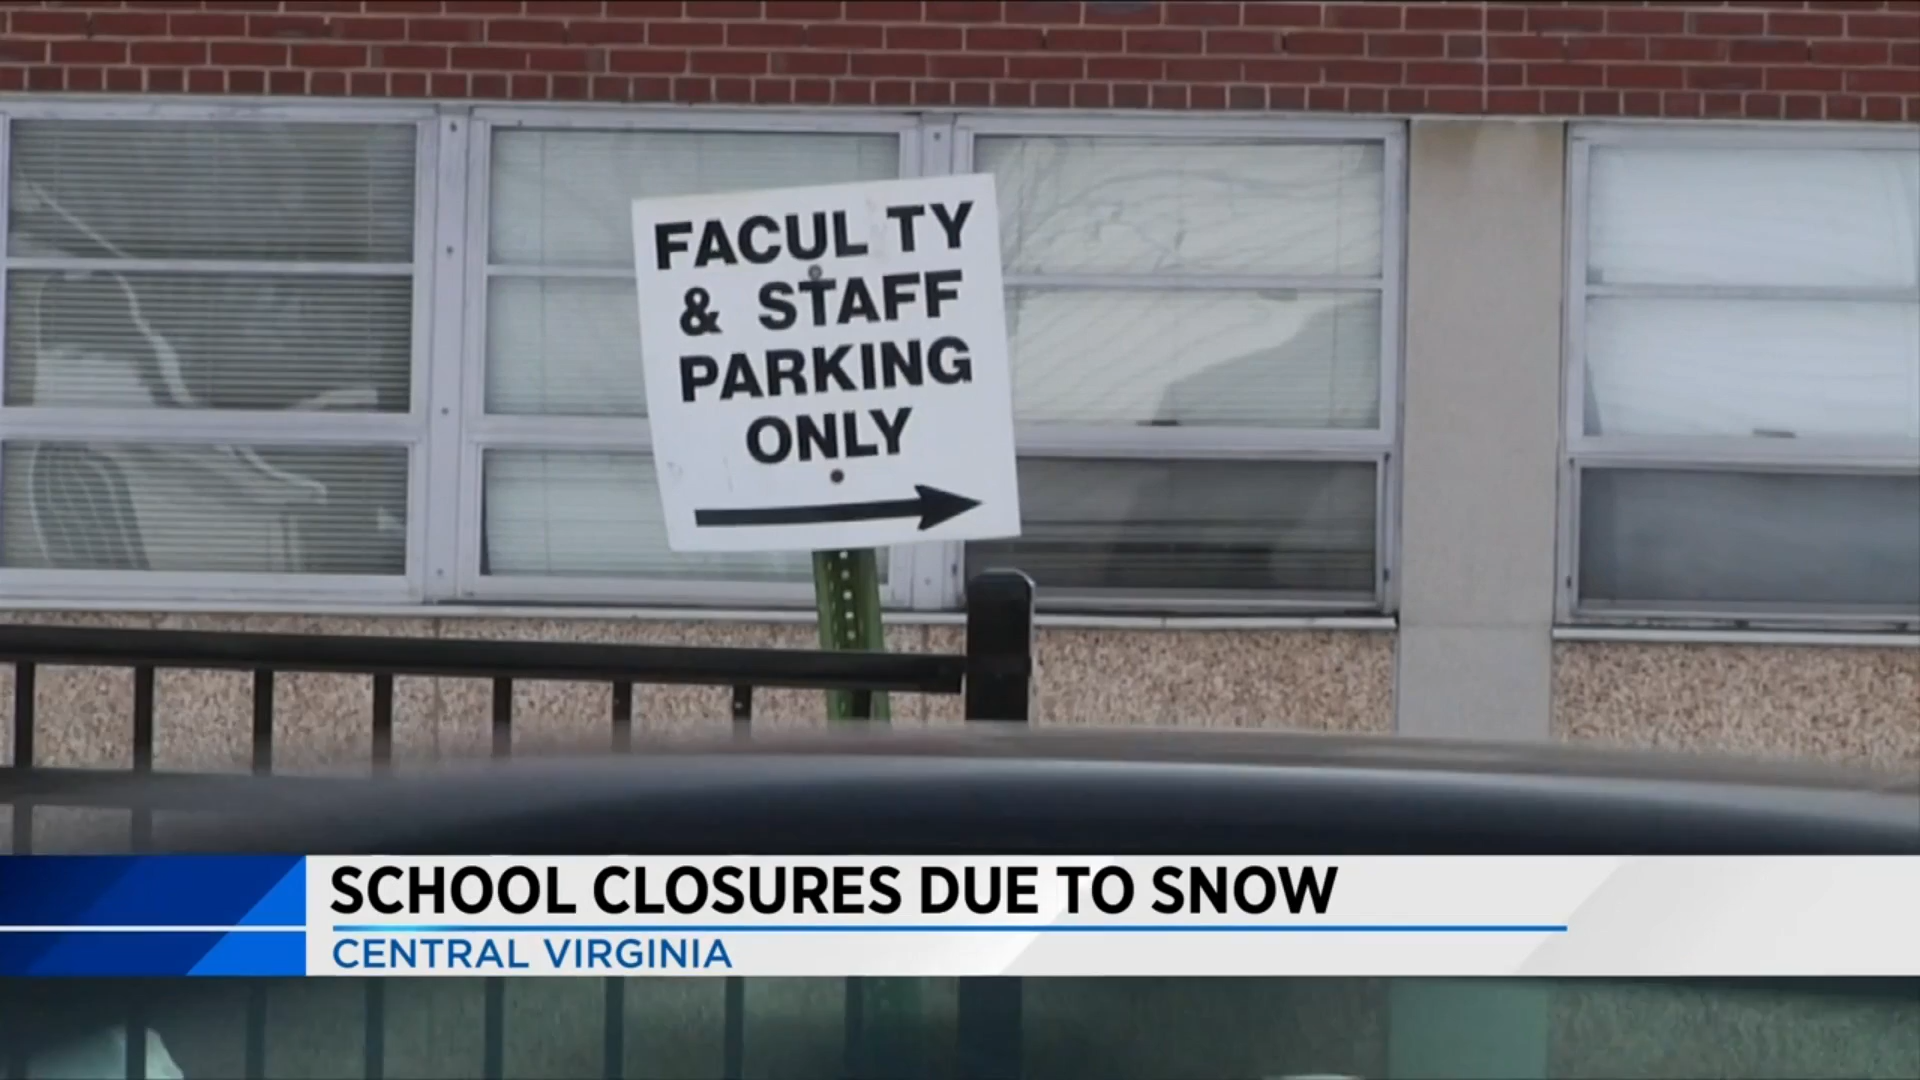 FACUL TY
& STAFF
PARKING
ONLY
SCHOOL CLOSURES DUE TO SNOW
CENTRAL VIRGINIA